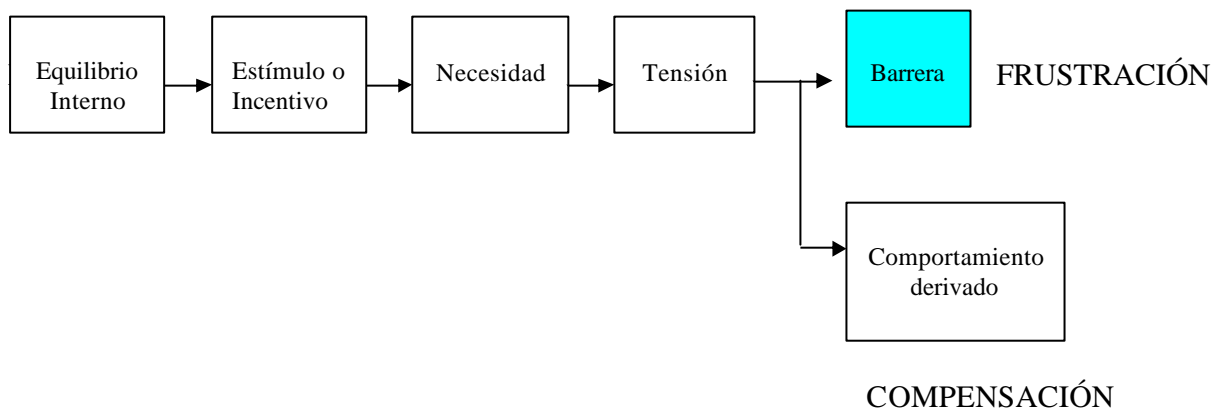 Equilibrio
Interno
Estímulo o
Incentivo
Necesidad
Tensión
Barrera
FRUSTRACIÓN
Comportamiento
derivado
COMPENSACIÓN